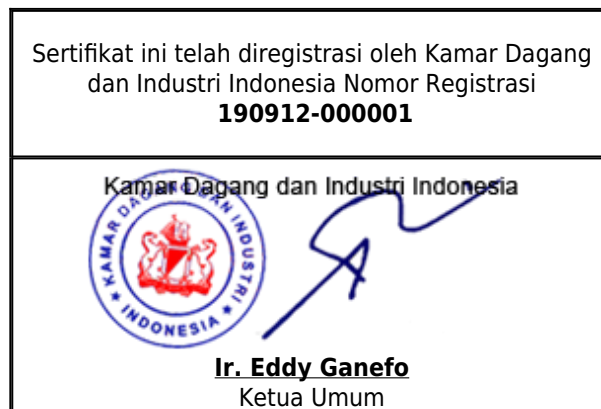 Sertifikat ini telah diregistrasi oleh Kamar Dagang
dan Industri Indonesia Nomor Registrasi
190912-000001
Kamar Dagang dan Industri Indonesia
KAMAR DAGANG DAN INDUSTRI
INDONESIA
Ir. Eddy Ganefo
Ketua Umum